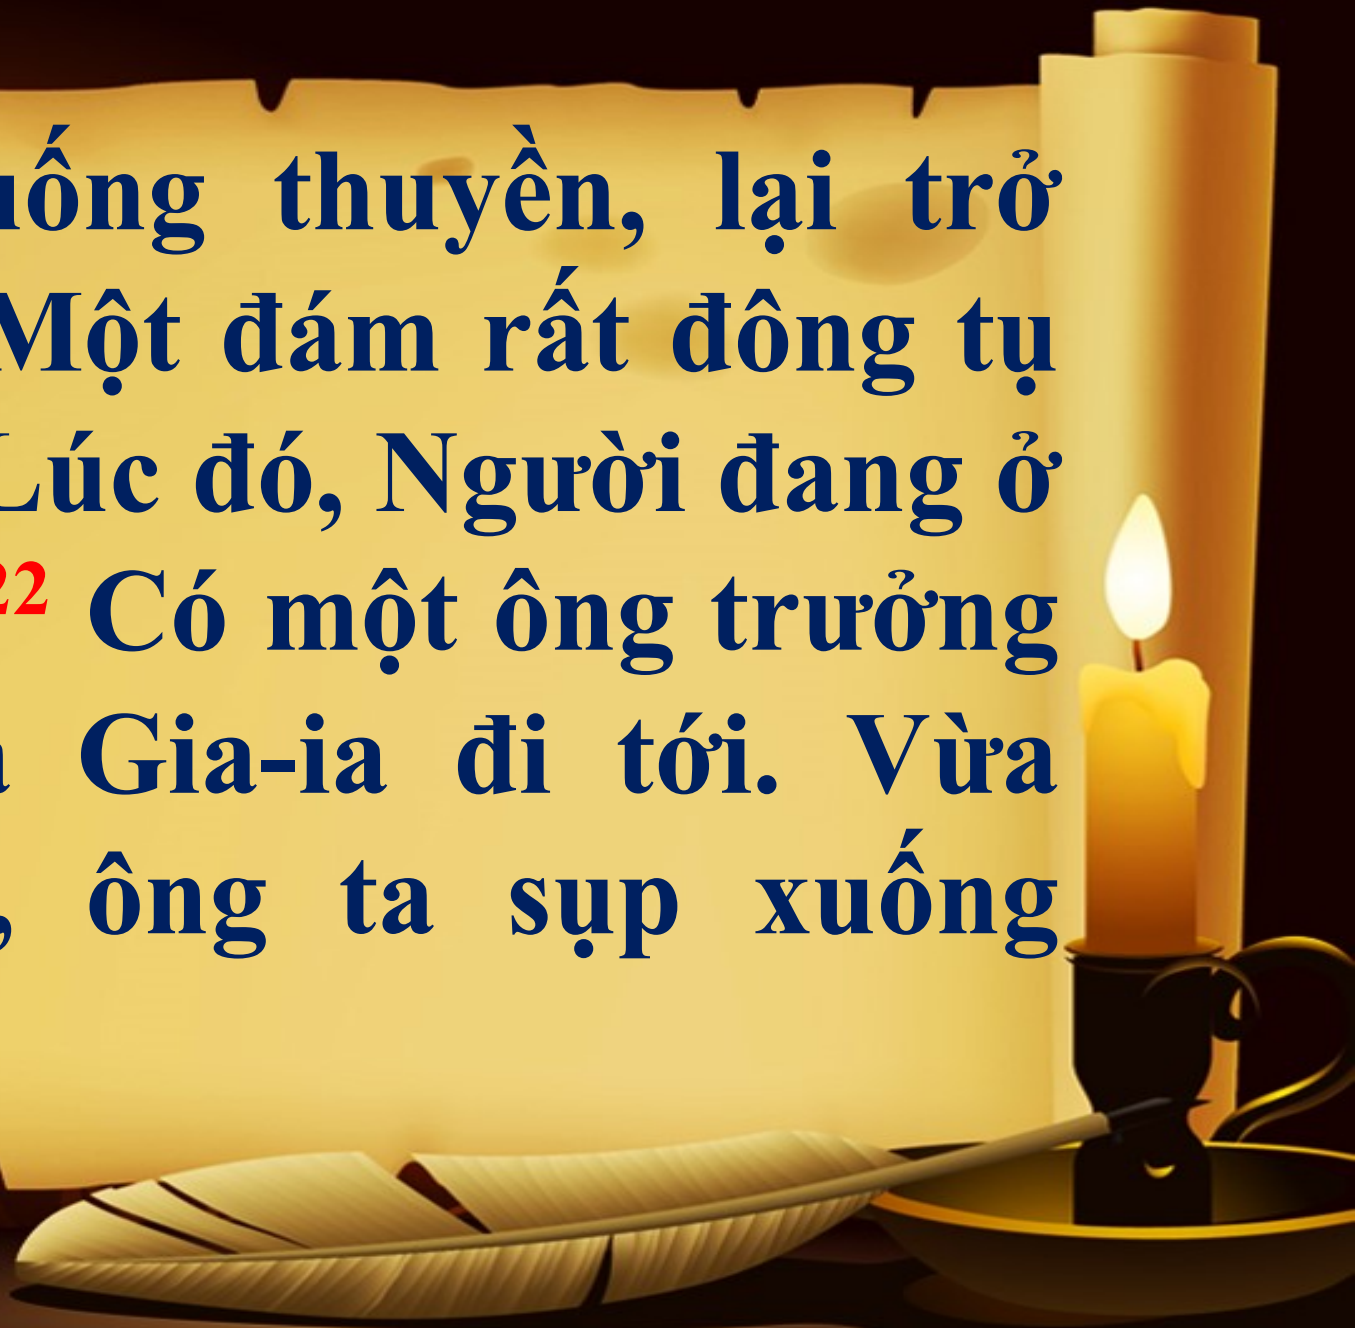 uống thuyền, lại trở
Một đám rất đông tụ
Lúc đó, Người đang ở
22 Có một ông trưởng
Gia-ia đi tới. Vừa
, ông ta sụp xuống